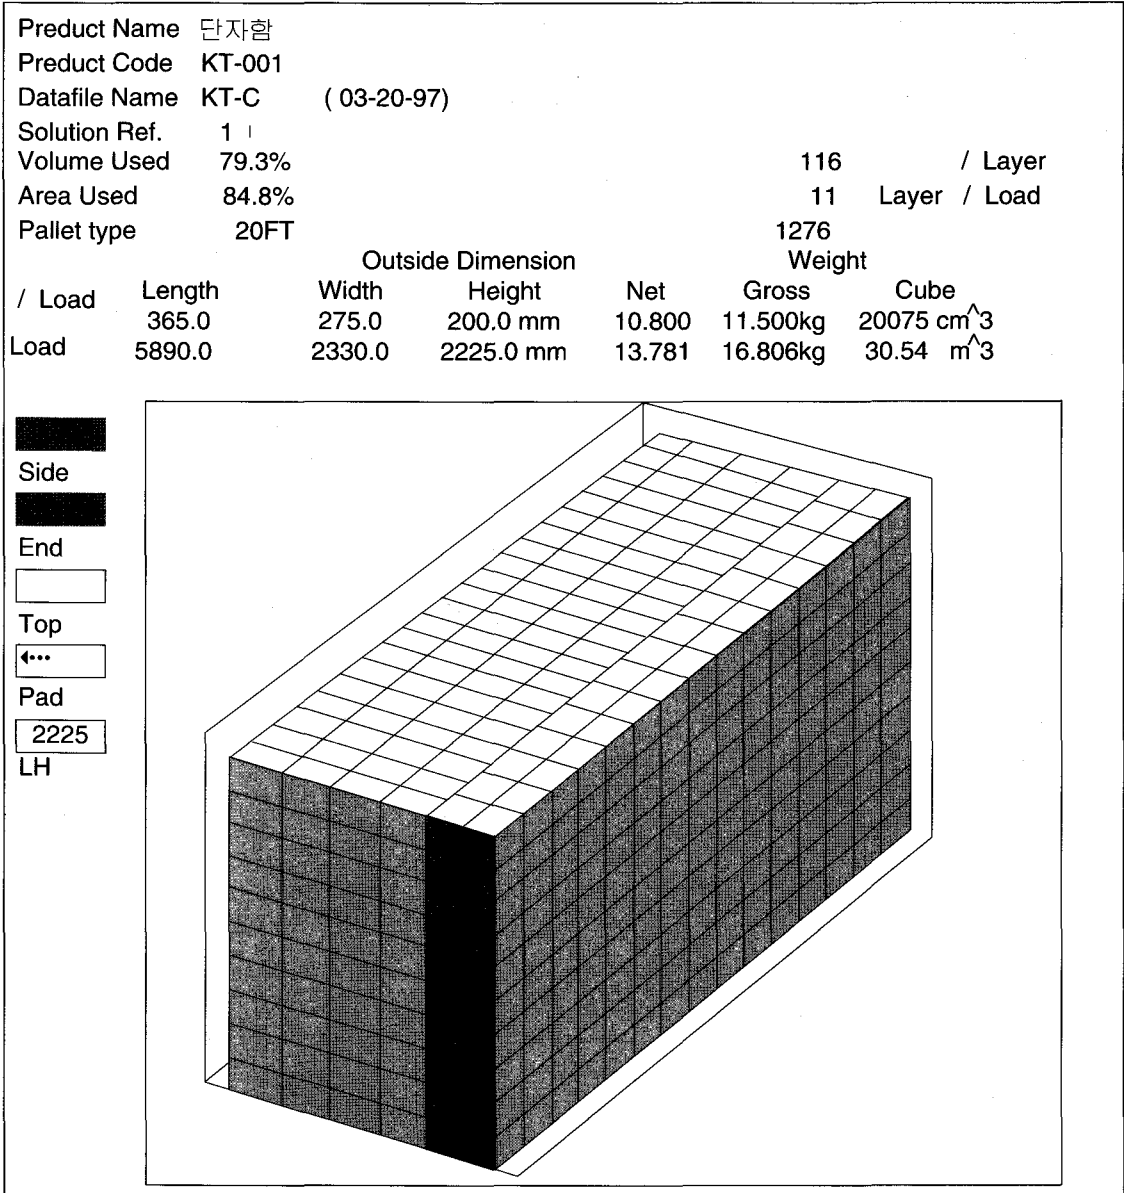 Preduct Name 단자함
Preduct Code KT-001
Datafile Name KT-C ( 03-20-97)
Solution Ref. 1
Volume Used 79.3% 116 / Layer
Area Used 84.8% 11 Layer / Load
Pallet type 20FT 1276
Outside Dimension Weight
/ Load Length Width Height Net Gross Cube
365.0 275.0 200.0 mm 10.800 11.500kg 20075 cm^3
Load 5890.0 2330.0 2225.0 mm 13.781 16.806kg 30.54 m^3
Side
End
Top
Pad
2225
LH